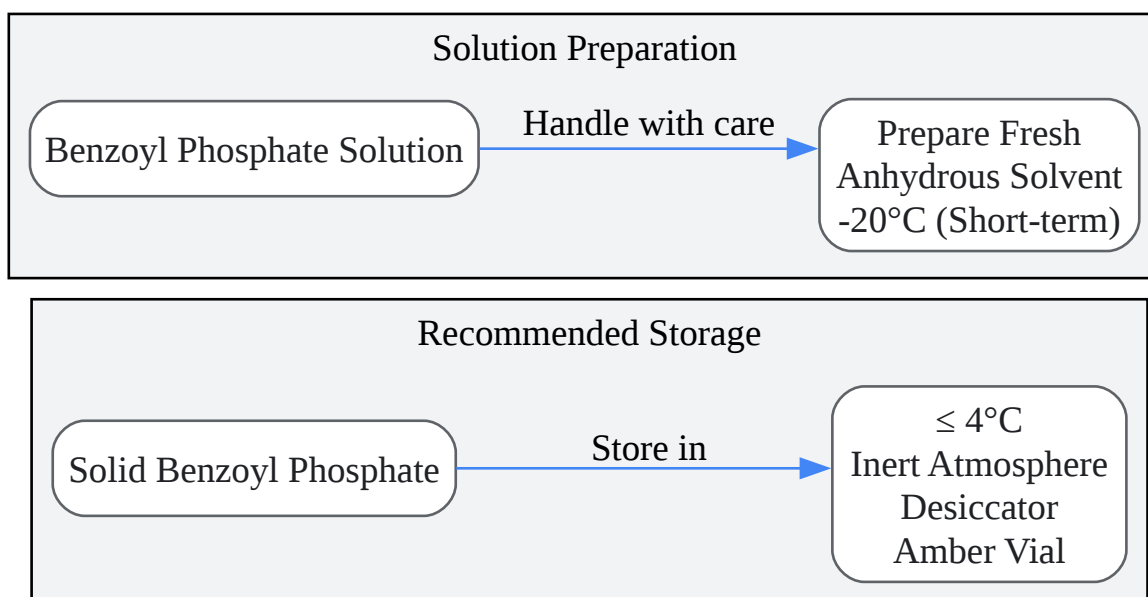 Solution Preparation
Benzoyl Phosphate Solution
Handle with care
Prepare Fresh
Anhydrous Solvent
-20°C (Short-term)
Recommended Storage
Solid Benzoyl Phosphate
Store in
≤ 4°C
Inert Atmosphere
Desiccator
Amber Vial